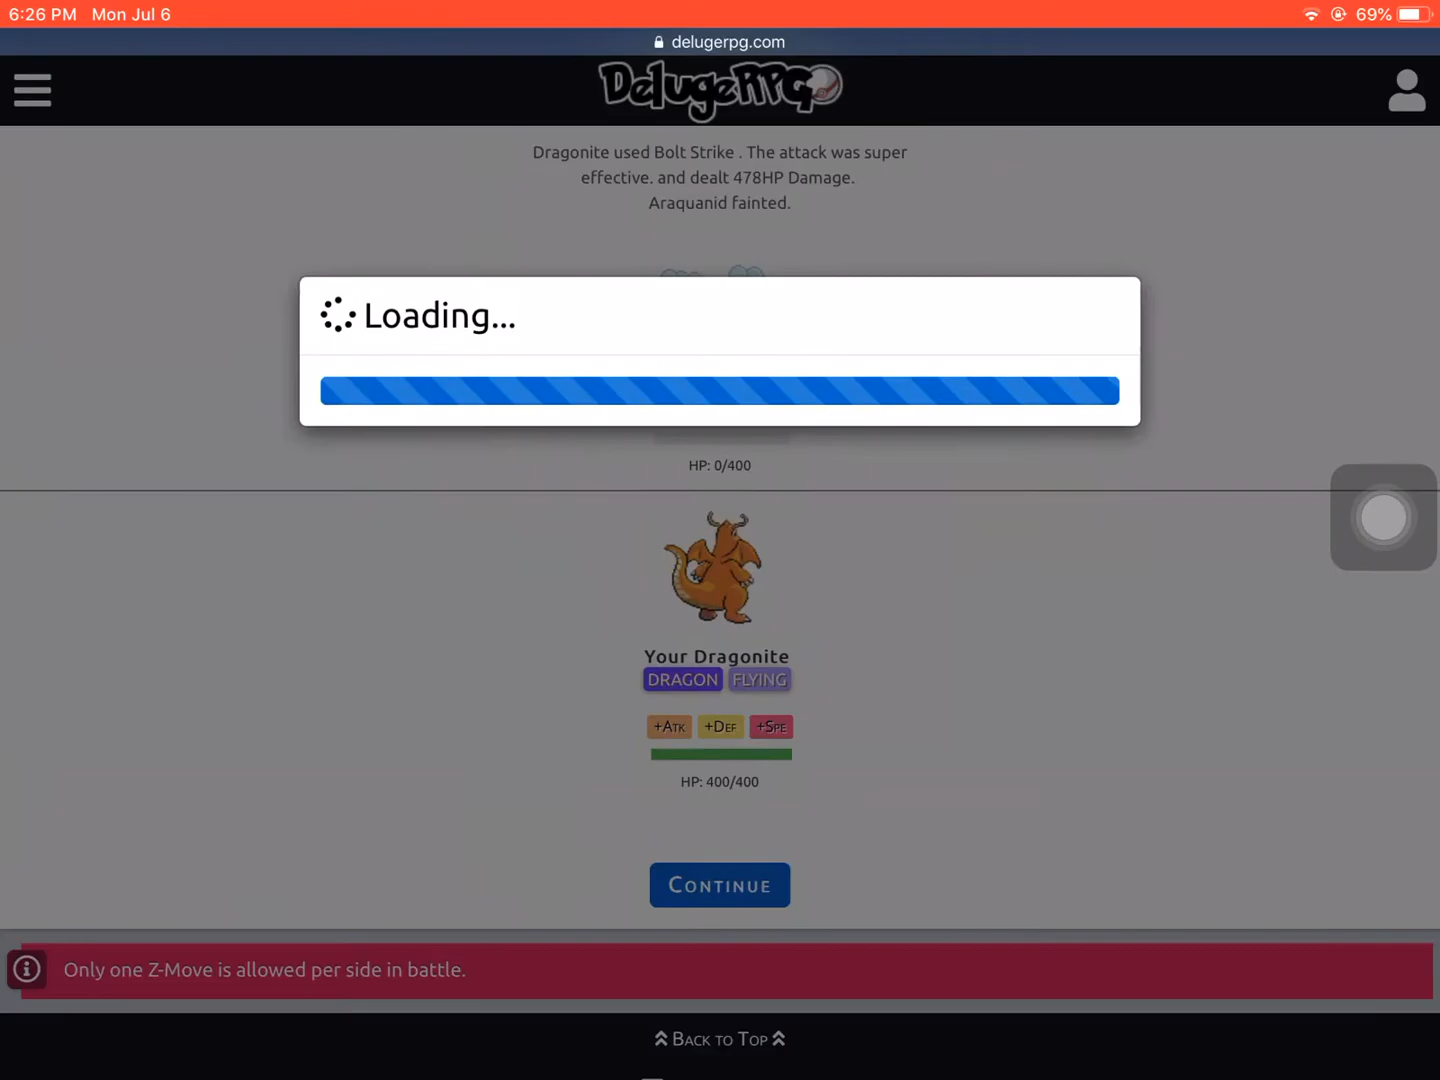 6:26 PM Mon Jul 6
69%
delugerpg.com
DelugeRPG
Dragonite used Bolt Strike . The attack was super
effective. and dealt 478HP Damage.
Araquanid fainted.
Loading...
HP: 0/400
Your Dragonite
DRAGON FLYING
+ATK +DEF +SPE
HP: 400/400
CONTINUE
Only one Z-Move is allowed per side in battle.
BACK TO TOP